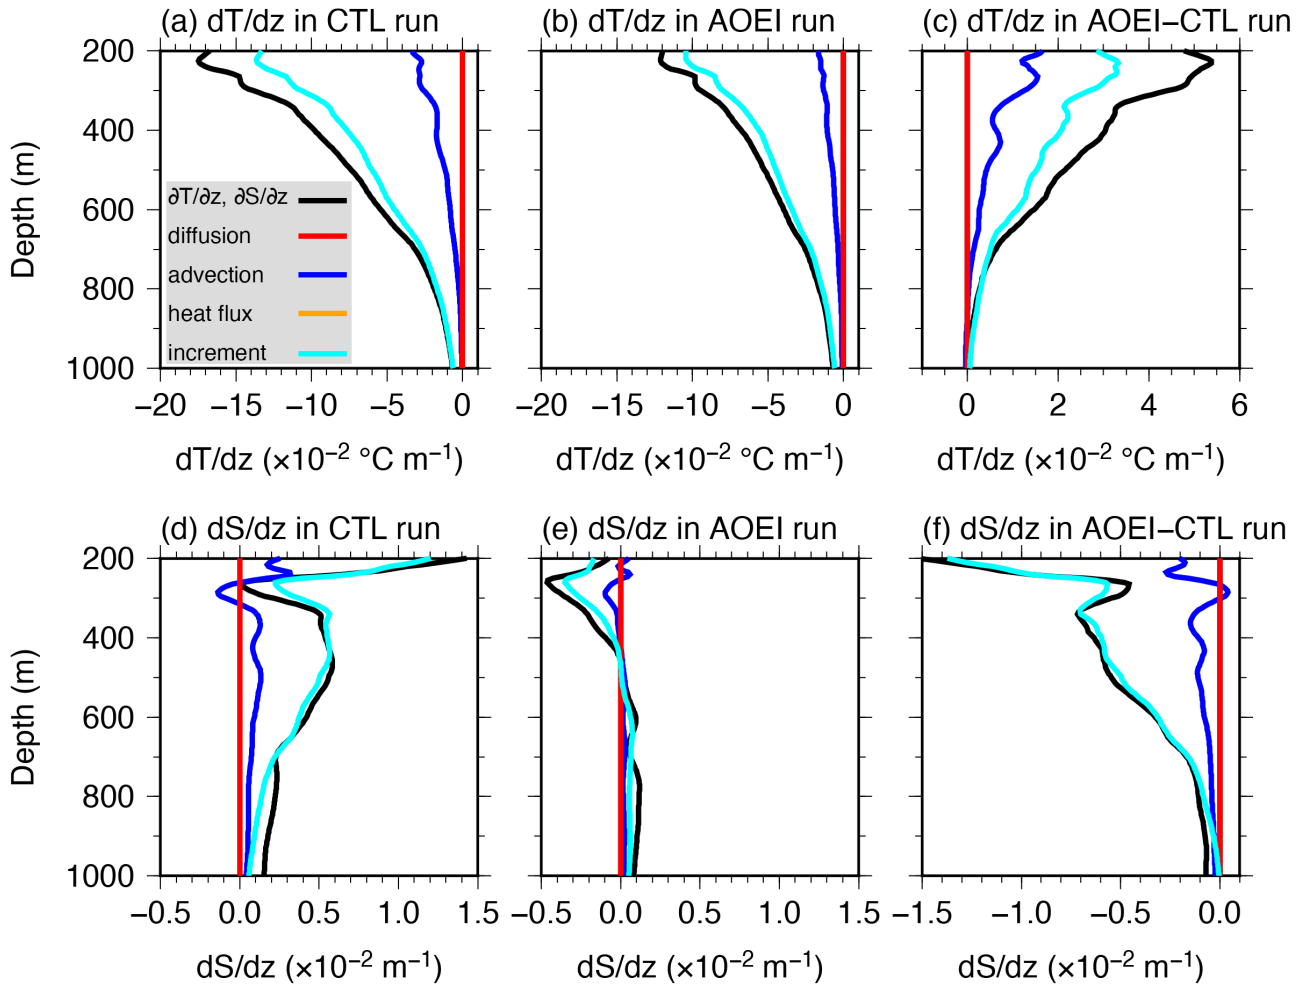 (a) dT/dz in CTL run
(b) dT/dz in AOEI run
(c) dT/dz in AOEI−CTL run
Depth (m)
200
400
600
800
1000
∂T/∂z, ∂S/∂z
diffusion
advection
heat flux
increment
−20 −15 −10 −5 0
−20 −15 −10 −5 0
0 2 4 6
dT/dz (×10⁻² °C m⁻¹)
dT/dz (×10⁻² °C m⁻¹)
dT/dz (×10⁻² °C m⁻¹)
(d) dS/dz in CTL run
(e) dS/dz in AOEI run
(f) dS/dz in AOEI−CTL run
Depth (m)
200
400
600
800
1000
−0.5 0.0 0.5 1.0 1.5
−0.5 0.0 0.5 1.0 1.5
−1.5 −1.0 −0.5 0.0
dS/dz (×10⁻² m⁻¹)
dS/dz (×10⁻² m⁻¹)
dS/dz (×10⁻² m⁻¹)